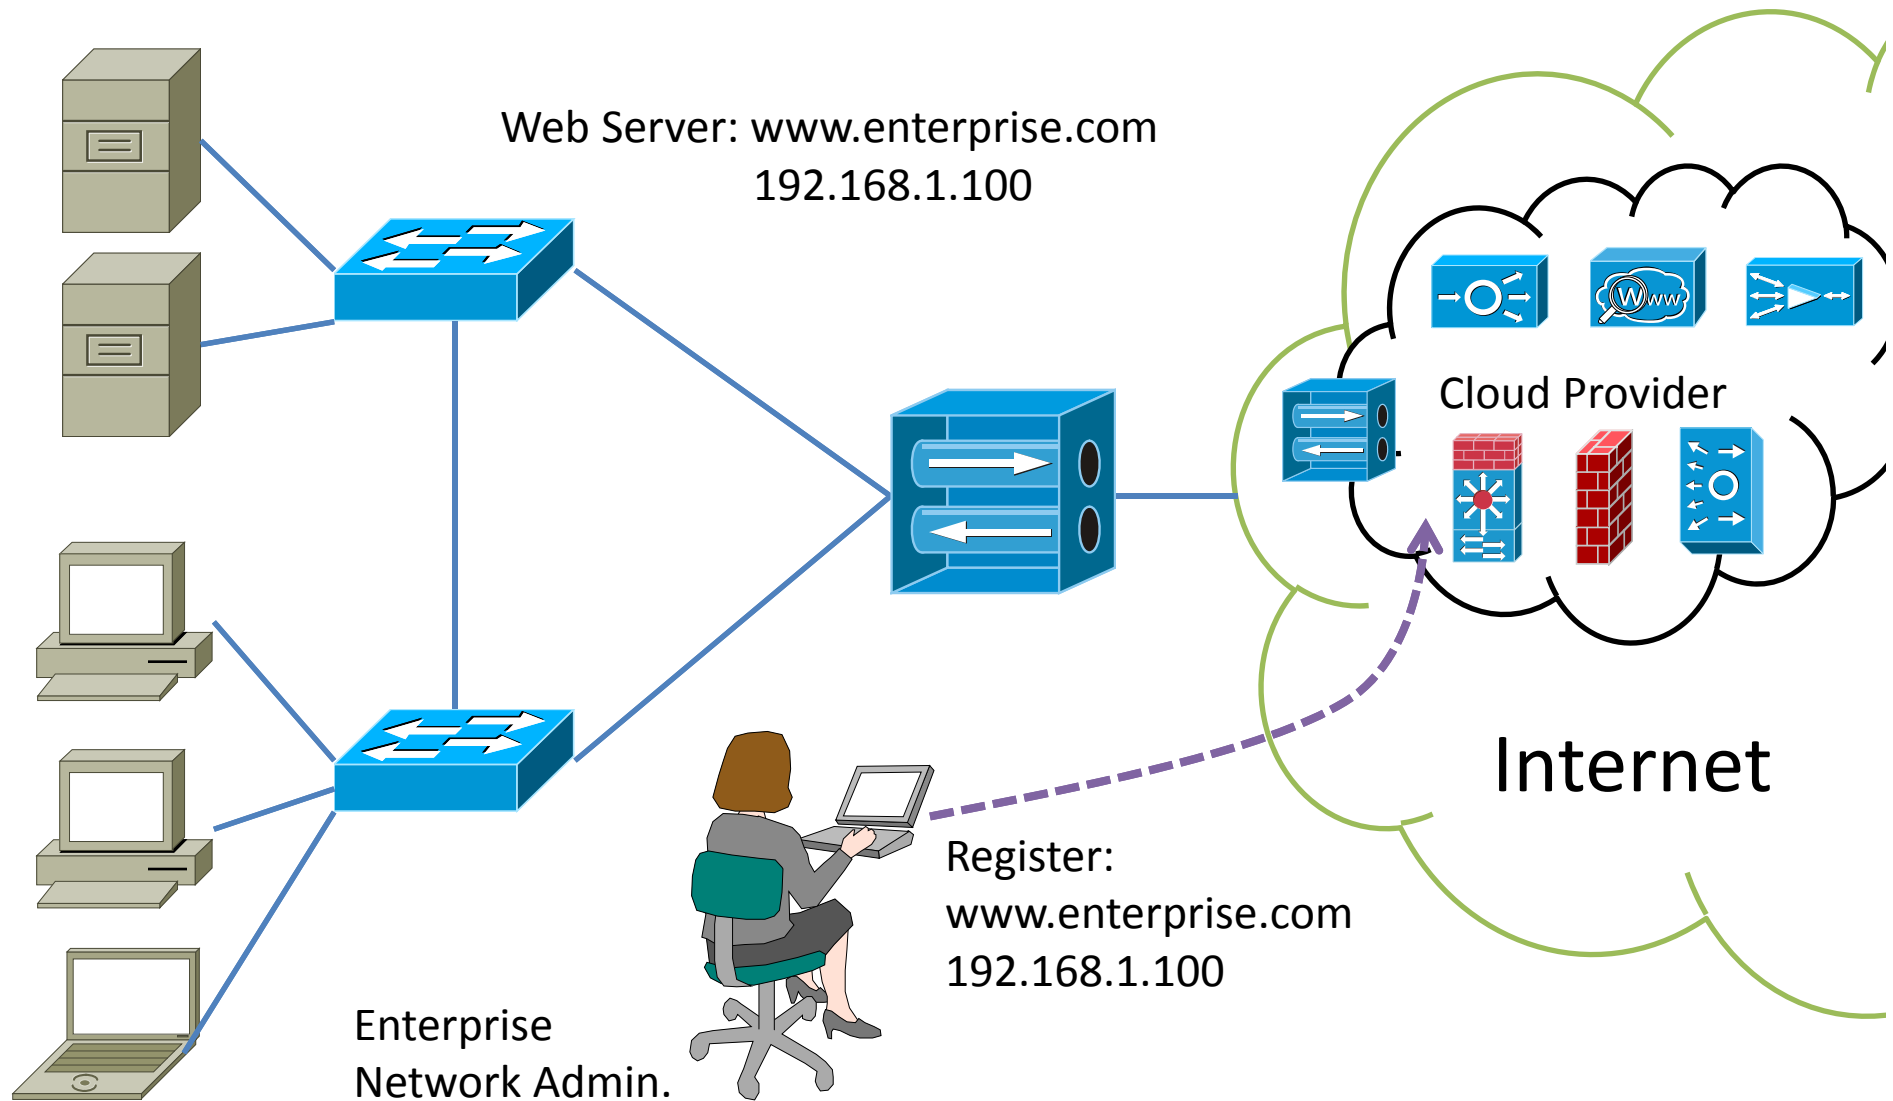 Web Server: www.enterprise.com
192.168.1.100
Www
Cloud Provider
Internet
Register:
www.enterprise.com
192.168.1.100
Enterprise
Network Admin.